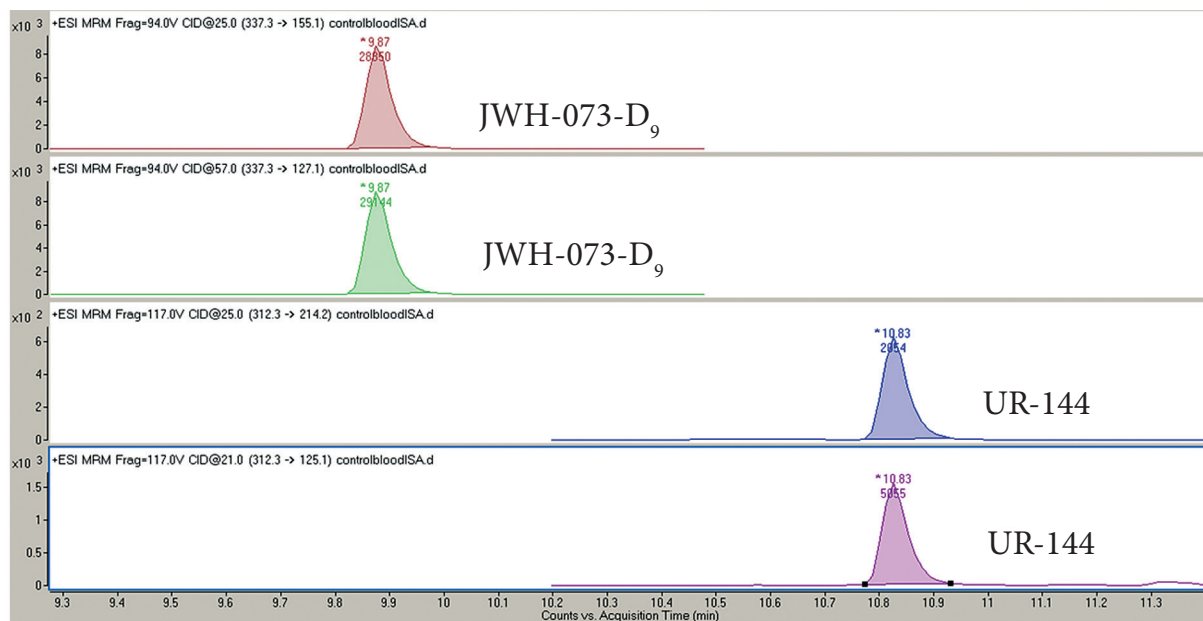 x10 3 +ESI MRM Frag=94.0V CID@25.0 (337.3 -> 155.1) controlbloodISA.d
8
6
4
2
0
* 9.87
28850
JWH-073-D9
x10 3 +ESI MRM Frag=94.0V CID@57.0 (337.3 -> 127.1) controlbloodISA.d
8
6
4
2
0
* 9.87
29144
JWH-073-D9
x10 2 +ESI MRM Frag=117.0V CID@25.0 (312.3 -> 214.2) controlbloodISA.d
6
4
2
0
* 10.83
2054
UR-144
x10 3 +ESI MRM Frag=117.0V CID@21.0 (312.3 -> 125.1) controlbloodISA.d
1.5
1
0.5
0
* 10.83
5055
UR-144
9.3 9.4 9.5 9.6 9.7 9.8 9.9 10 10.1 10.2 10.3 10.4 10.5 10.6 10.7 10.8 10.9 11 11.1 11.2 11.3
Counts vs. Acquisition Time (min)